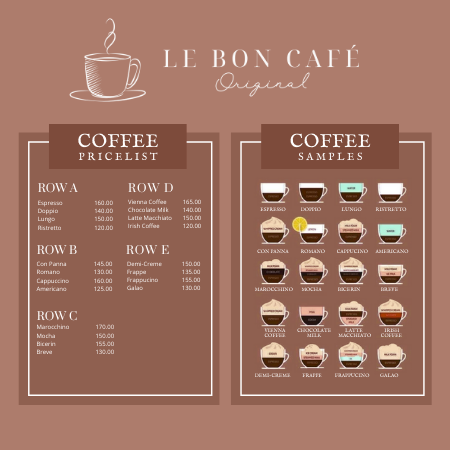 LE BON CAFÉ
Original
COFFEE
PRICELIST
ROW A
Espresso 160.00
Doppio 140.00
Lungo 150.00
Ristretto 120.00
ROW B
Con Panna 145.00
Romano 130.00
Cappuccino 160.00
Americano 125.00
ROW C
Marocchino 170.00
Mocha 150.00
Bicerin 155.00
Breve 130.00
ROW D
Vienna Coffee 165.00
Chocolate Milk 140.00
Latte Macchiato 150.00
Irish Coffee 120.00
ROW E
Demi-Creme 150.00
Frappe 135.00
Frappucino 155.00
Galao 130.00
COFFEE
SAMPLES
ESPRESSO DOPPIO LUNGO RISTRETTO
CON PANNA ROMANO CAPPUCINO AMERICANO
MAROCCHINO MOCHA BICERIN BREVE
VIENNA COFFEE CHOCOLATE MILK LATTE MACCHIATO IRISH COFFEE
DEMI-CREME FRAPPE FRAPPUCINO GALAO